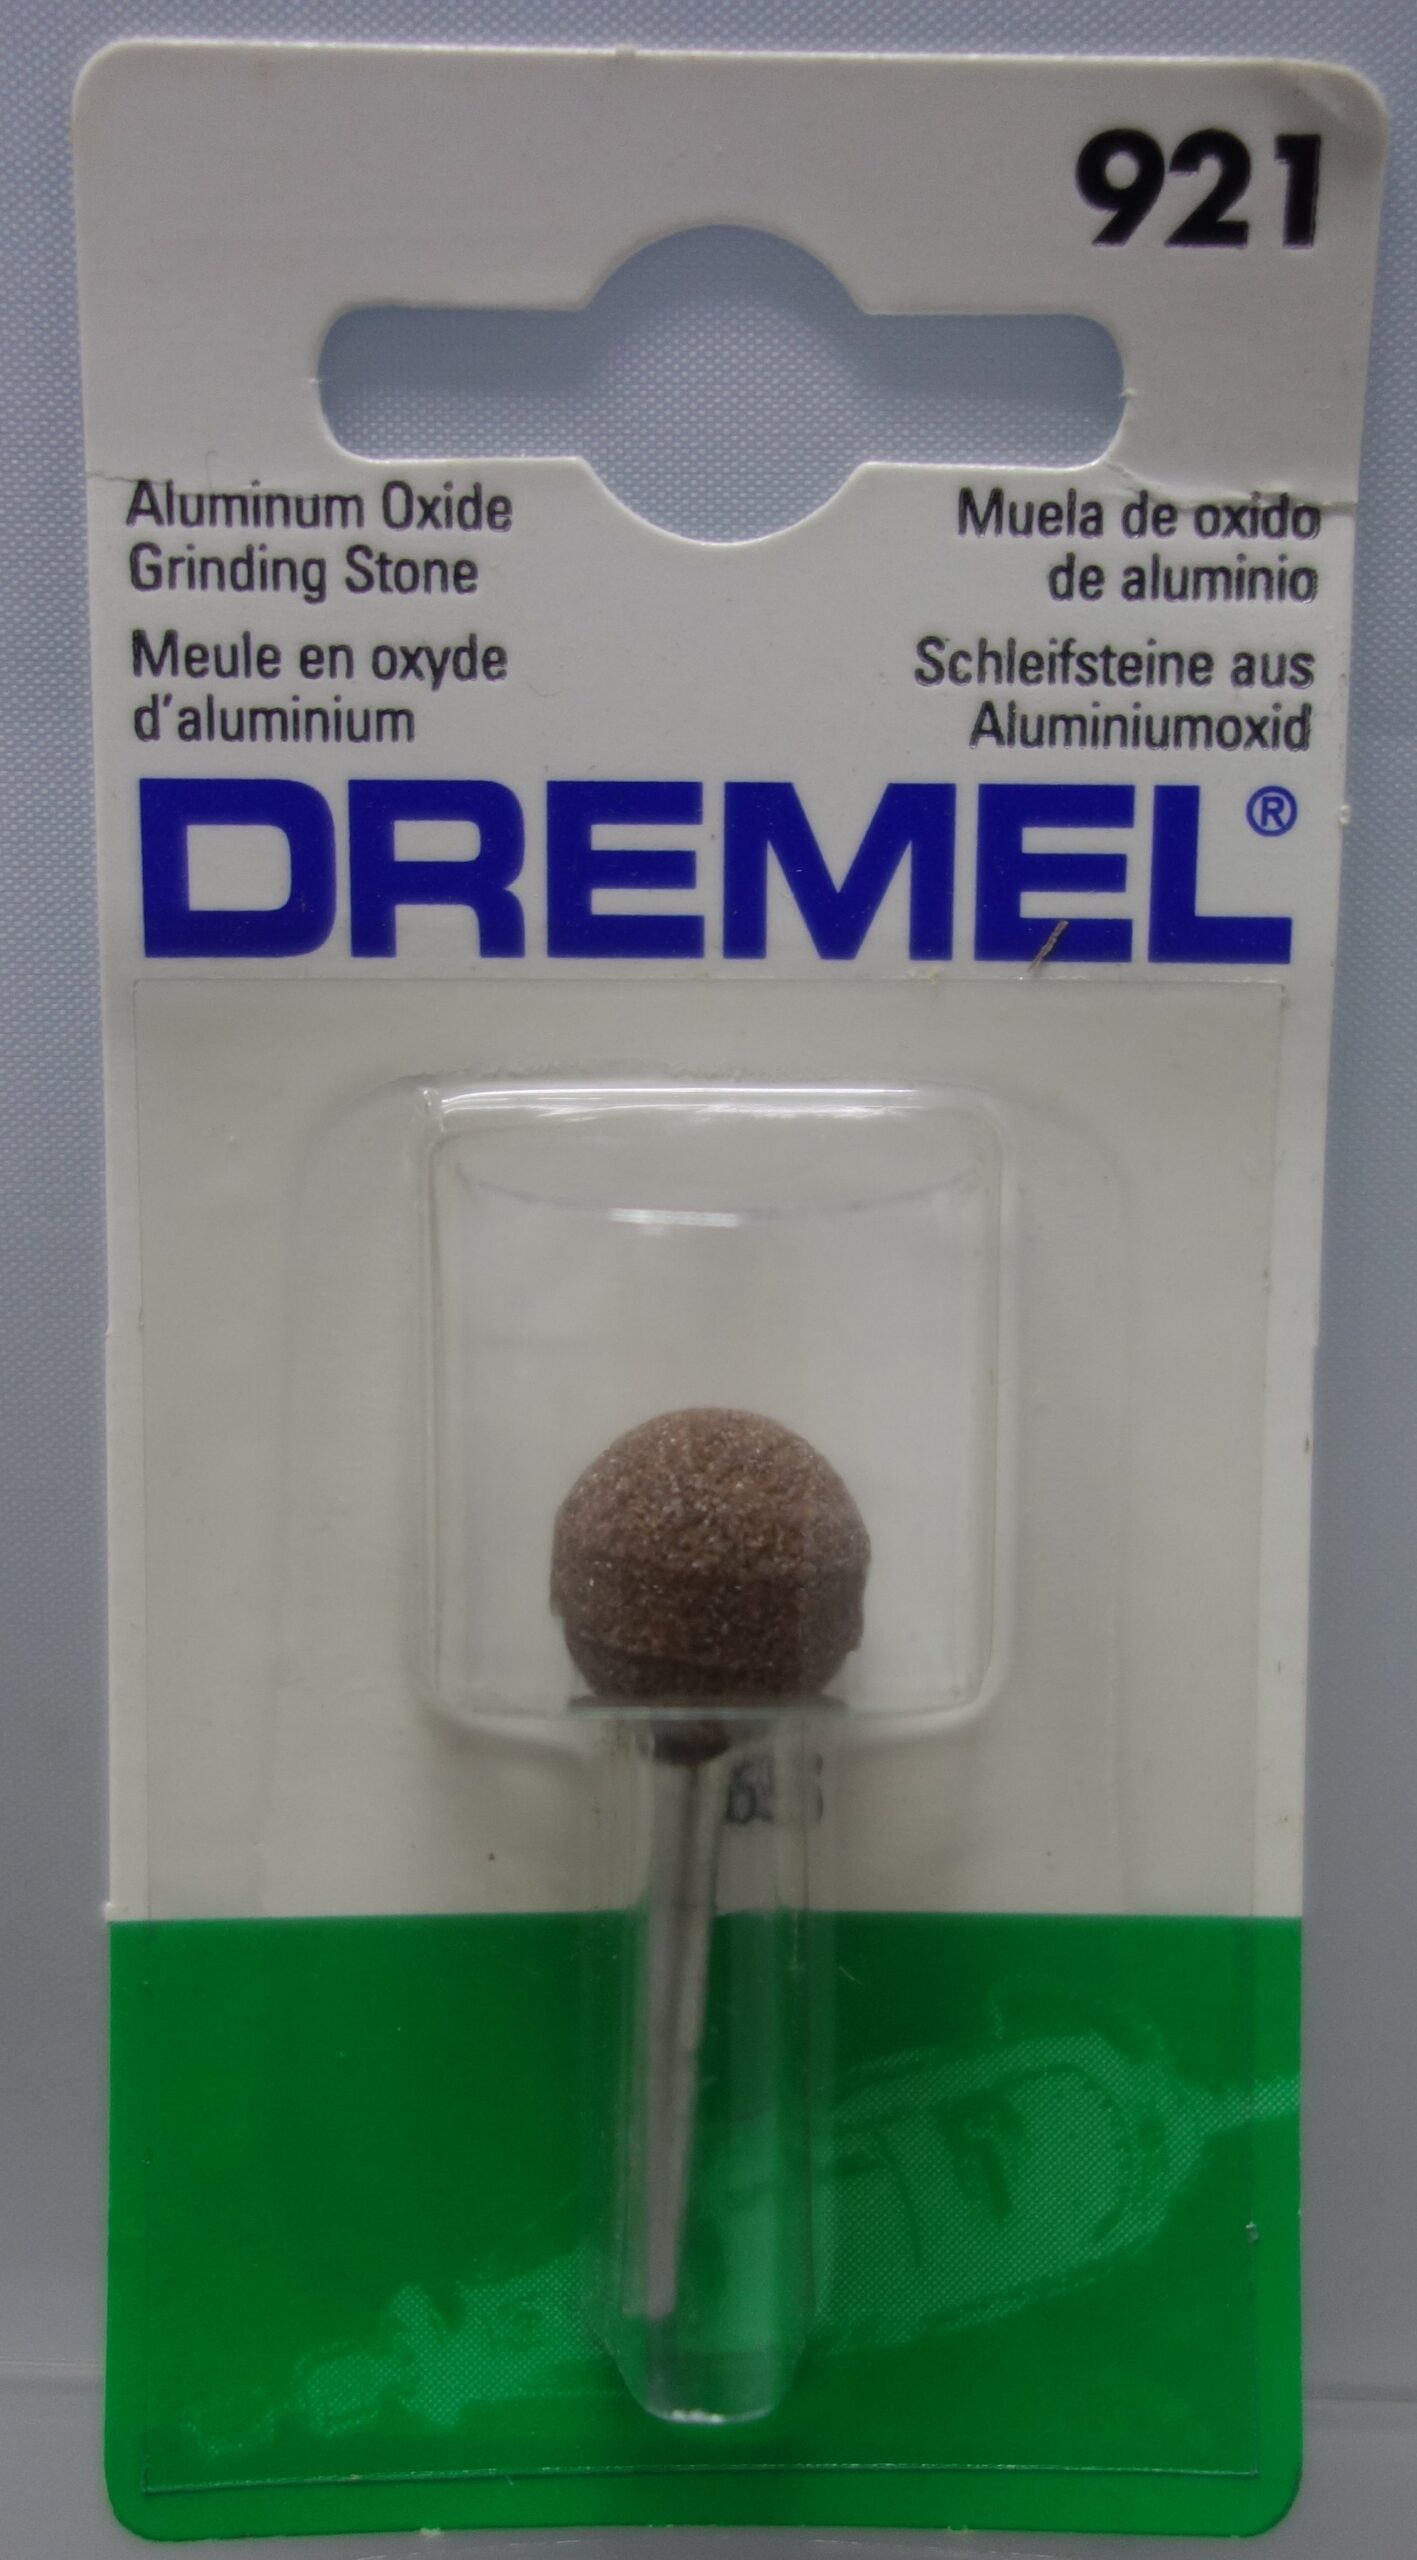 921
Aluminum Oxide
Grinding Stone
Meule en oxyde
d'aluminium
Muela de oxido
de aluminio
Schleifsteine aus
Aluminiumoxid
DREMEL®